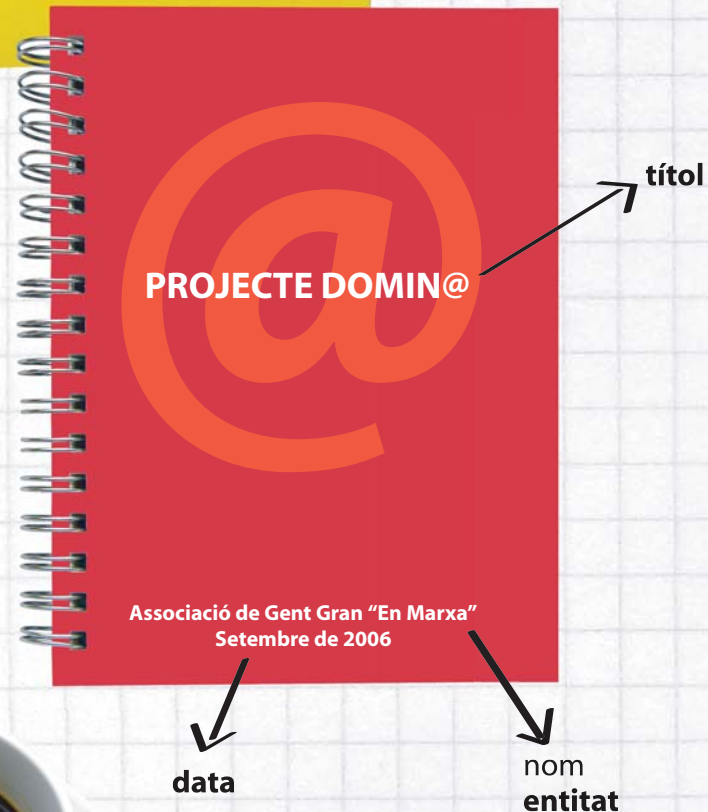 títol
@
PROJECTE DOMIN@
Associació de Gent Gran “En Marxa”
Setembre de 2006
data
nom
entitat